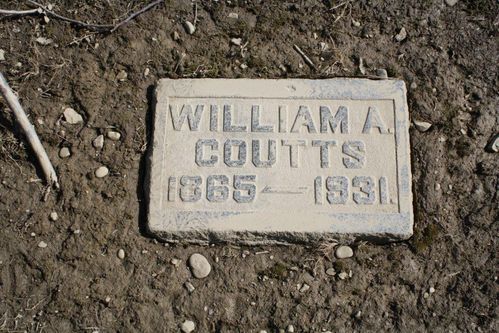 WILLIAM A.
COUTTS
1865 — 1931.